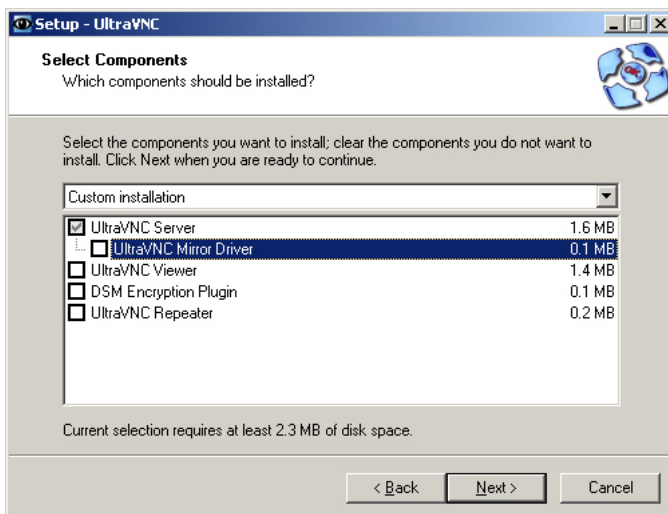 Setup - UltraVNC
Select Components
Which components should be installed?
Select the components you want to install; clear the components you do not want to
install. Click Next when you are ready to continue.
Custom installation
UltraVNC Server 1.6 MB
UltraVNC Mirror Driver 0.1 MB
UltraVNC Viewer 1.4 MB
DSM Encryption Plugin 0.1 MB
UltraVNC Repeater 0.2 MB
Current selection requires at least 2.3 MB of disk space.
< Back Next > Cancel